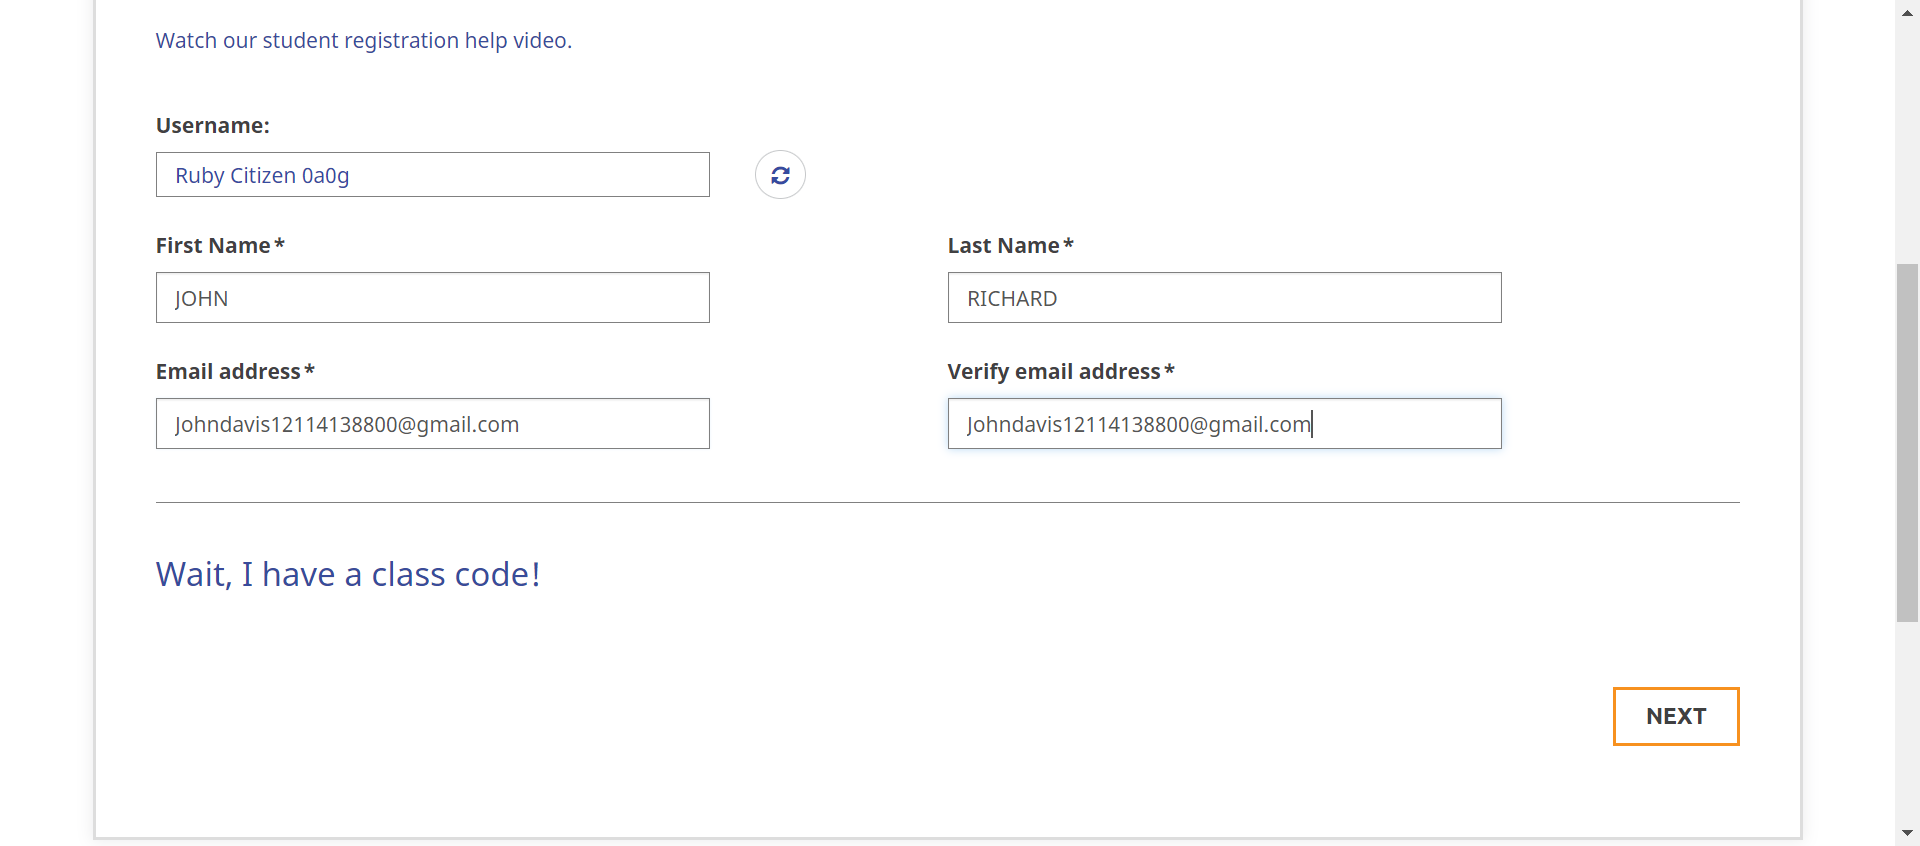 Watch our student registration help video.
Username:
Ruby Citizen 0a0g
First Name*
Last Name*
JOHN
RICHARD
Email address*
Verify email address*
Johndavis12114138800@gmail.com
Johndavis12114138800@gmail.com
Wait, I have a class code!
NEXT